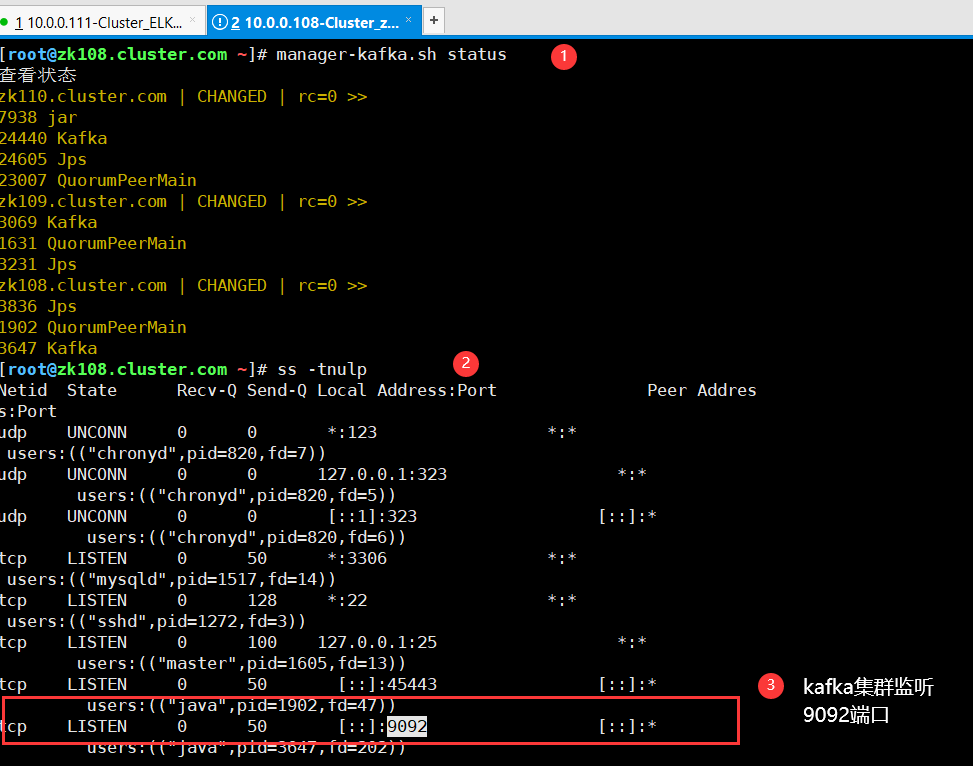 1 10.0.0.111-Cluster_ELK... × 2 10.0.0.108-Cluster_z... × +
[root@zk108.cluster.com ~]# manager-kafka.sh status 1
查看状态
zk110.cluster.com | CHANGED | rc=0 >>
7938 jar
24440 Kafka
24605 Jps
23007 QuorumPeerMain
zk109.cluster.com | CHANGED | rc=0 >>
3069 Kafka
1631 QuorumPeerMain
3231 Jps
zk108.cluster.com | CHANGED | rc=0 >>
3836 Jps
1902 QuorumPeerMain
3647 Kafka
[root@zk108.cluster.com ~]# ss -tnulp 2
Netid State Recv-Q Send-Q Local Address:Port Peer Addres
s:Port
udp UNCONN 0 0 *:123 *:*
users:(("chronyd",pid=820,fd=7))
udp UNCONN 0 0 127.0.0.1:323 *:*
users:(("chronyd",pid=820,fd=5))
udp UNCONN 0 0 [::1]:323 [::]:*
users:(("chronyd",pid=820,fd=6))
tcp LISTEN 0 50 *:3306 *:*
users:(("mysqld",pid=1517,fd=14))
tcp LISTEN 0 128 *:22 *:*
users:(("sshd",pid=1272,fd=3))
tcp LISTEN 0 100 127.0.0.1:25 *:*
users:(("master",pid=1605,fd=13))
tcp LISTEN 0 50 [::]:45443 [::]:*
users:(("java",pid=1902,fd=47))
tcp LISTEN 0 50 [::]:9092 [::]:*
users:(("java",pid=3647,fd=202))
3 kafka集群监听
9092端口